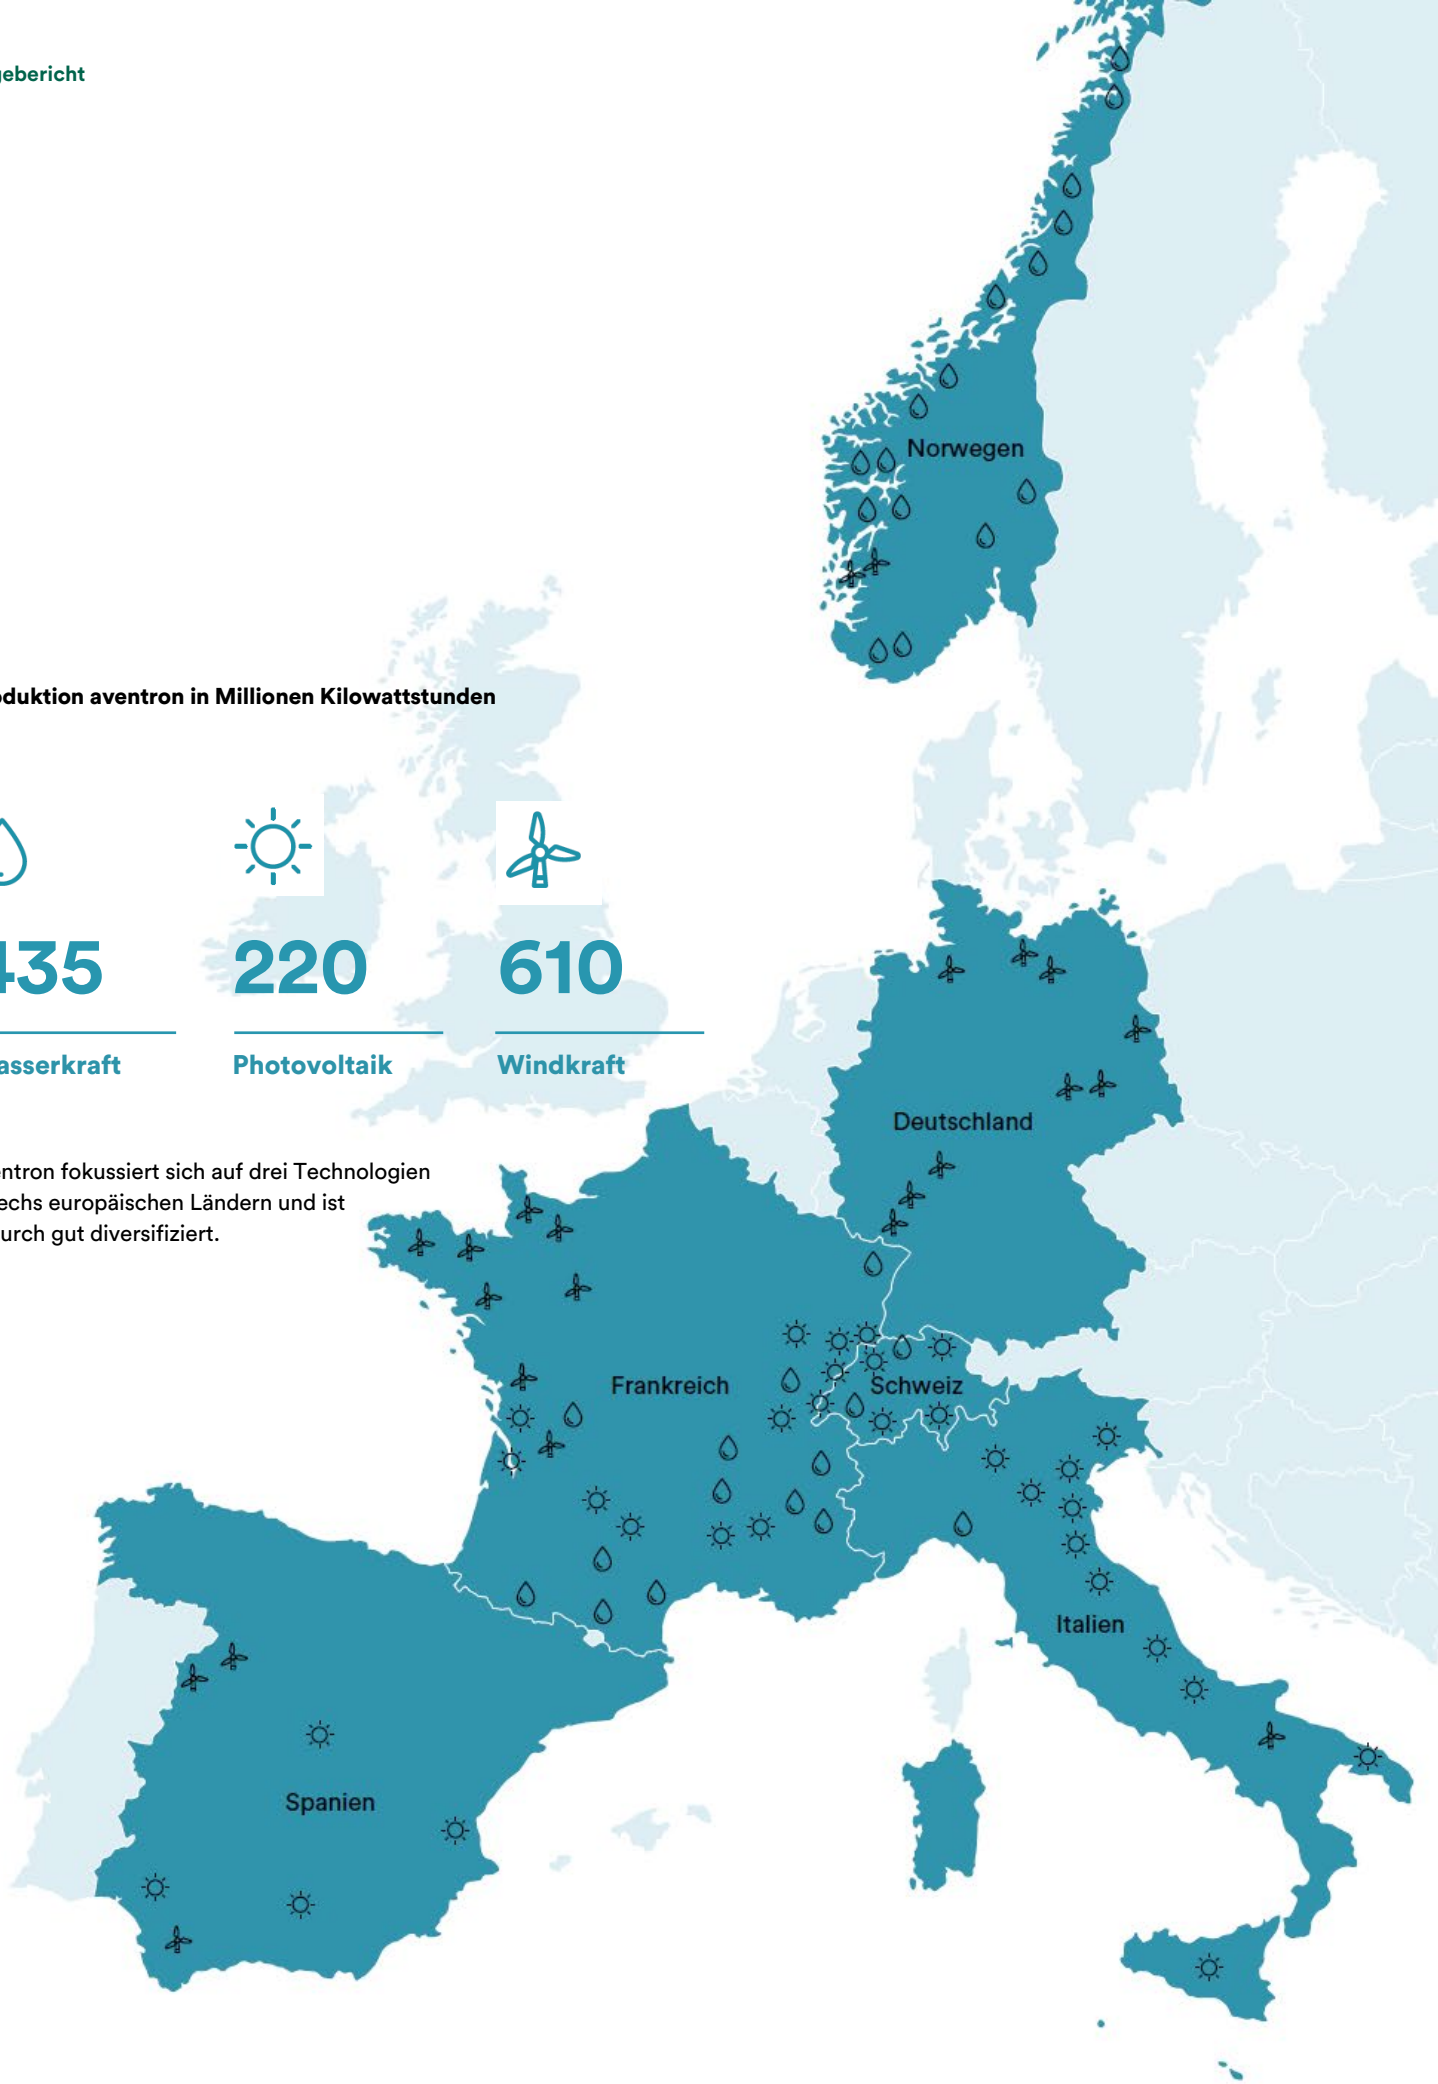 gebericht
Norwegen
oduktion aventron in Millionen Kilowattstunden
435
220
610
asserkraft
Photovoltaik
Windkraft
Deutschland
entron fokussiert sich auf drei Technologien
echs europäischen Ländern und ist
urch gut diversifiziert.
Frankreich
Schweiz
Italien
Spanien